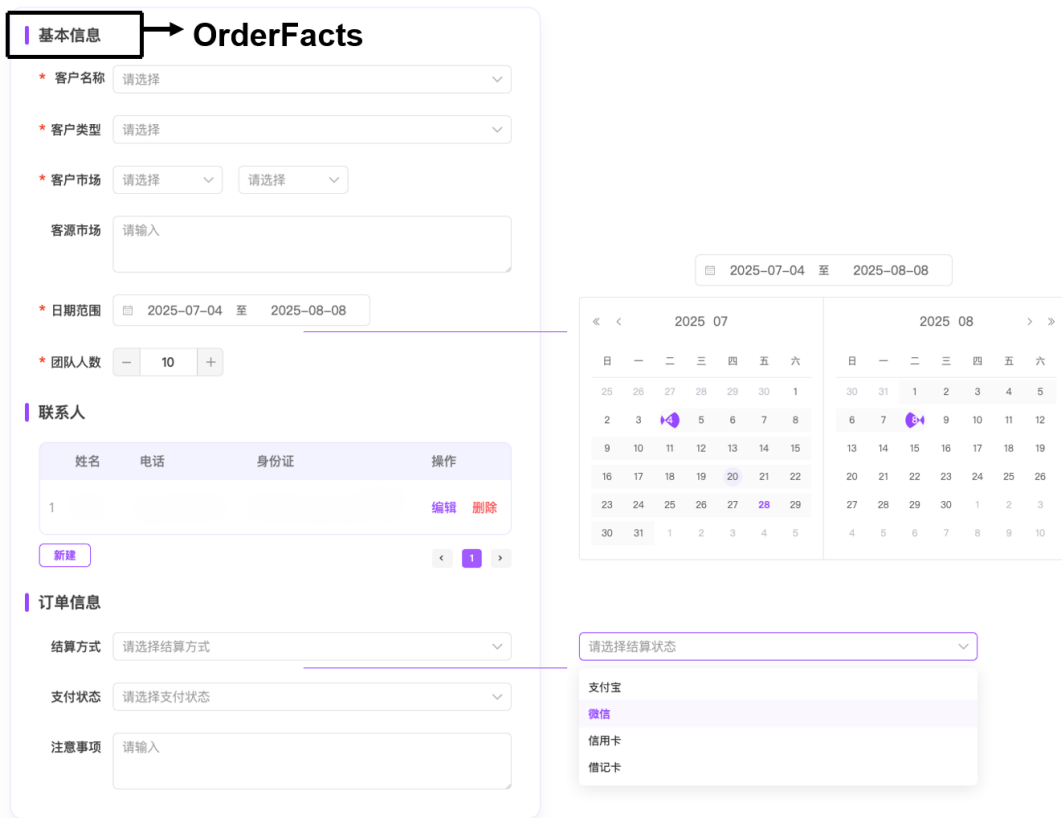 基本信息
OrderFacts
* 客户名称 请选择
* 客户类型 请选择
* 客户市场 请选择 请选择
客源市场 请输入
* 日期范围 2025-07-04 至 2025-08-08
* 团队人数 − 10 +
联系人
姓名 电话 身份证 操作
1 编辑 删除
新建
‹ 1 ›
订单信息
结算方式 请选择结算方式
支付状态 请选择支付状态
注意事项 请输入
2025-07-04 至 2025-08-08
« ‹ 2025 07
日 一 二 三 四 五 六
25 26 27 28 29 30 1
2 3 4 5 6 7 8
9 10 11 12 13 14 15
16 17 18 19 20 21 22
23 24 25 26 27 28 29
30 31 1 2 3 4 5
2025 08 › »
日 一 二 三 四 五 六
30 31 1 2 3 4 5
6 7 8 9 10 11 12
13 14 15 16 17 18 19
20 21 22 23 24 25 26
27 28 29 30 1 2 3
4 5 6 7 8 9 10
请选择结算状态
支付宝
微信
信用卡
借记卡